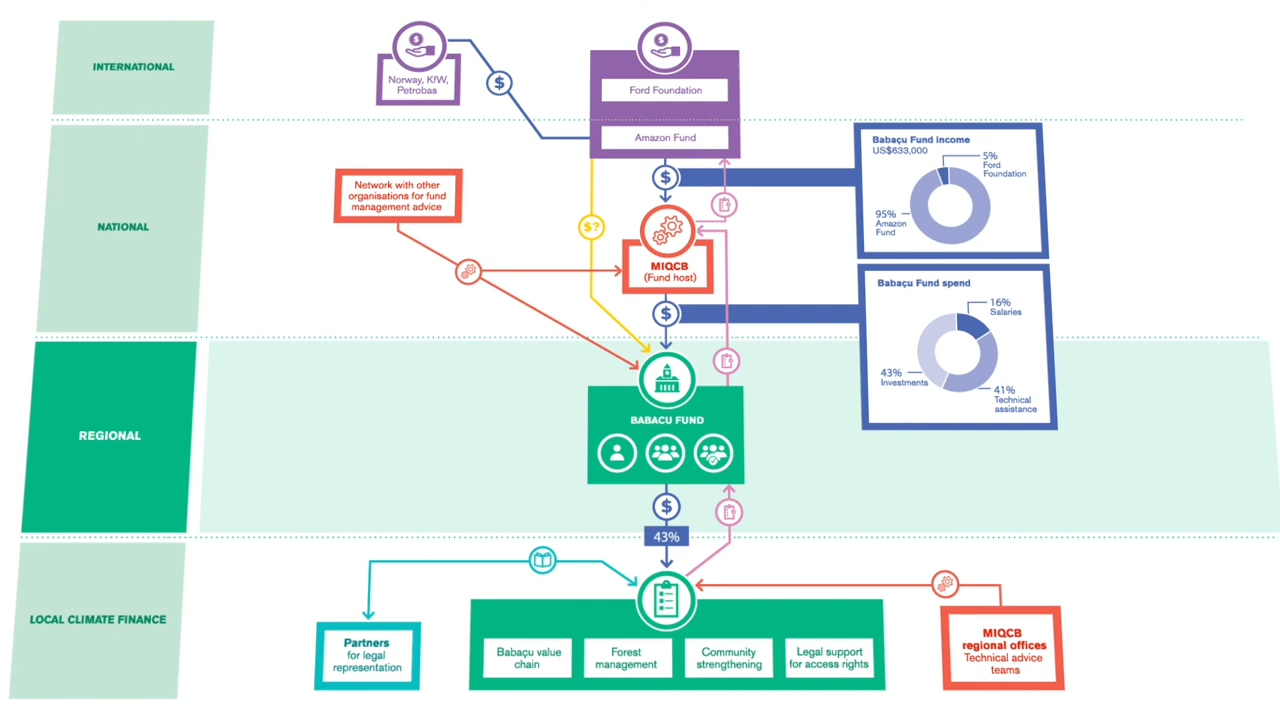 INTERNATIONAL
Norway, KfW,
Petrobas
$
$
$
Ford Foundation
Amazon Fund
NATIONAL
Network with other
organisations for fund
management advice
$?
$
MIQCB
(Fund host)
$
Babaçu Fund income
US$633,000
5%
Ford
Foundation
95%
Amazon
Fund
Babaçu Fund spend
16%
Salaries
43%
Investments
41%
Technical
assistance
REGIONAL
BABACU FUND
$
43%
LOCAL CLIMATE FINANCE
Partners
for legal
representation
Babaçu value
chain
Forest
management
Community
strengthening
Legal support
for access rights
MIQCB
regional offices
Technical advice
teams